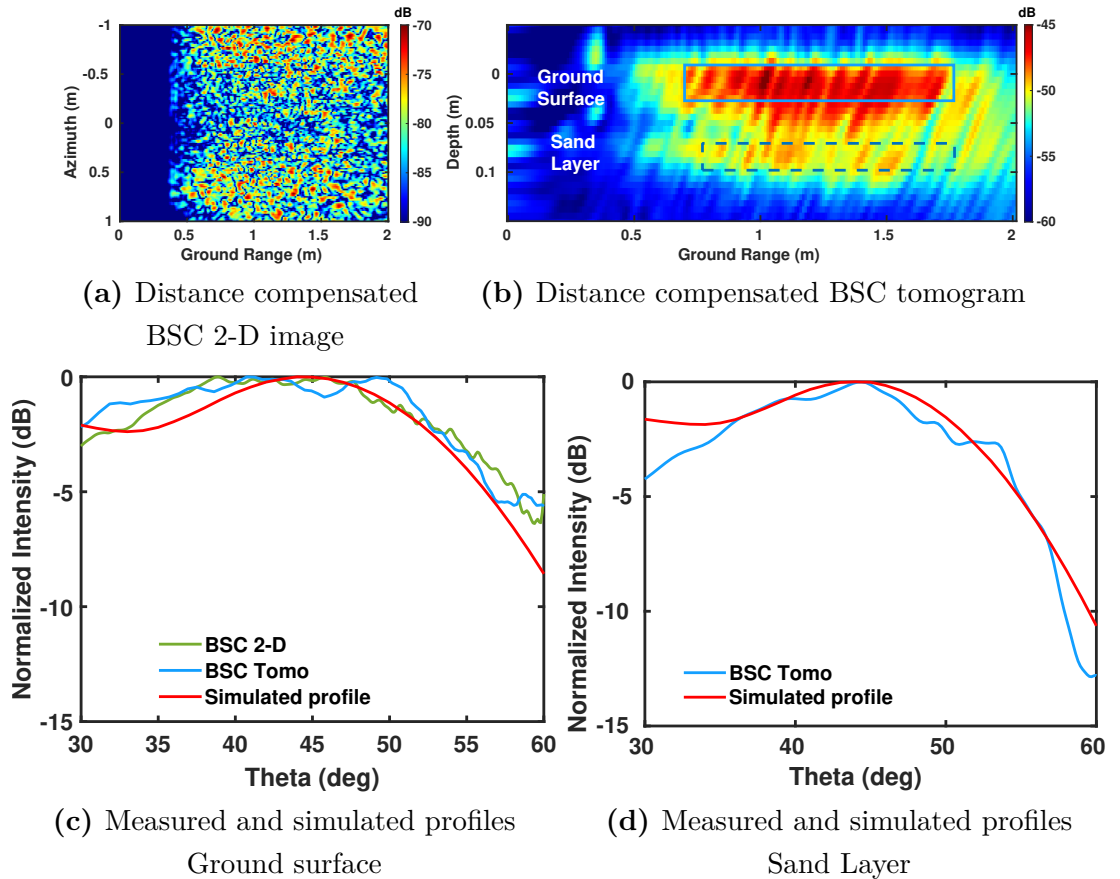 dB
-70
-75
-80
-85
-90
-1
-0.5
0
0.5
1
Azimuth (m)
0
0.5
1
1.5
2
Ground Range (m)
(a) Distance compensated
BSC 2-D image
dB
-45
-50
-55
-60
0
0.05
0.1
Depth (m)
Ground
Surface
Sand
Layer
0
0.5
1
1.5
2
Ground Range (m)
(b) Distance compensated BSC tomogram
0
-5
-10
-15
Normalized Intensity (dB)
BSC 2-D
BSC Tomo
Simulated profile
30
35
40
45
50
55
60
Theta (deg)
(c) Measured and simulated profiles
Ground surface
0
-5
-10
-15
Normalized Intensity (dB)
BSC Tomo
Simulated profile
30
40
50
60
Theta (deg)
(d) Measured and simulated profiles
Sand Layer